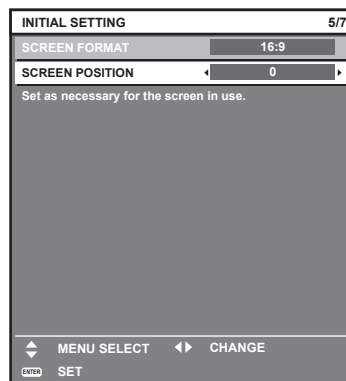 INITIAL SETTING 5/7
SCREEN FORMAT 16:9
SCREEN POSITION 0
Set as necessary for the screen in use.
MENU SELECT CHANGE
ENTER SET